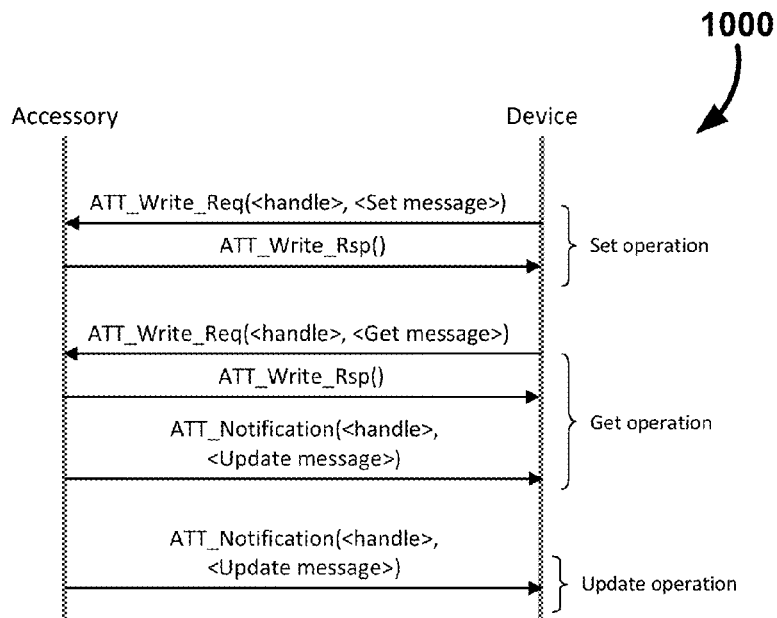 1000
Accessory
Device
ATT_Write_Req(<handle>, <Set message>)
ATT_Write_Rsp()
Set operation
ATT_Write_Req(<handle>, <Get message>)
ATT_Write_Rsp()
ATT_Notification(<handle>,
<Update message>)
Get operation
ATT_Notification(<handle>,
<Update message>)
Update operation